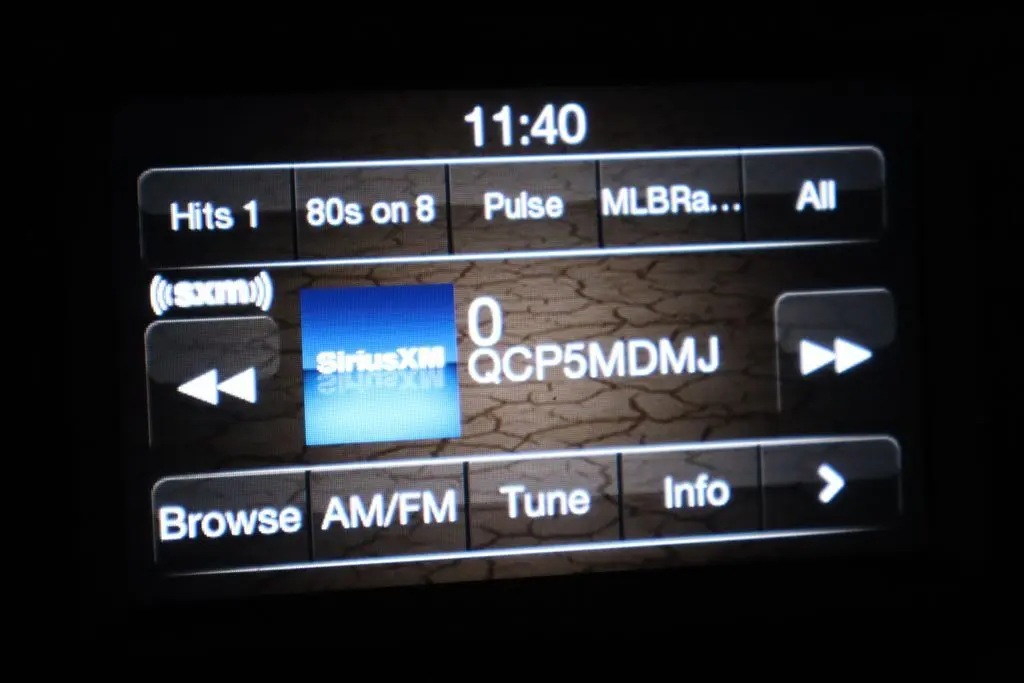 11:40
Hits 1 80s on 8 Pulse MLBRa... All
((sxm))
SiriusXM
0
QCP5MDMJ
Browse AM/FM Tune Info